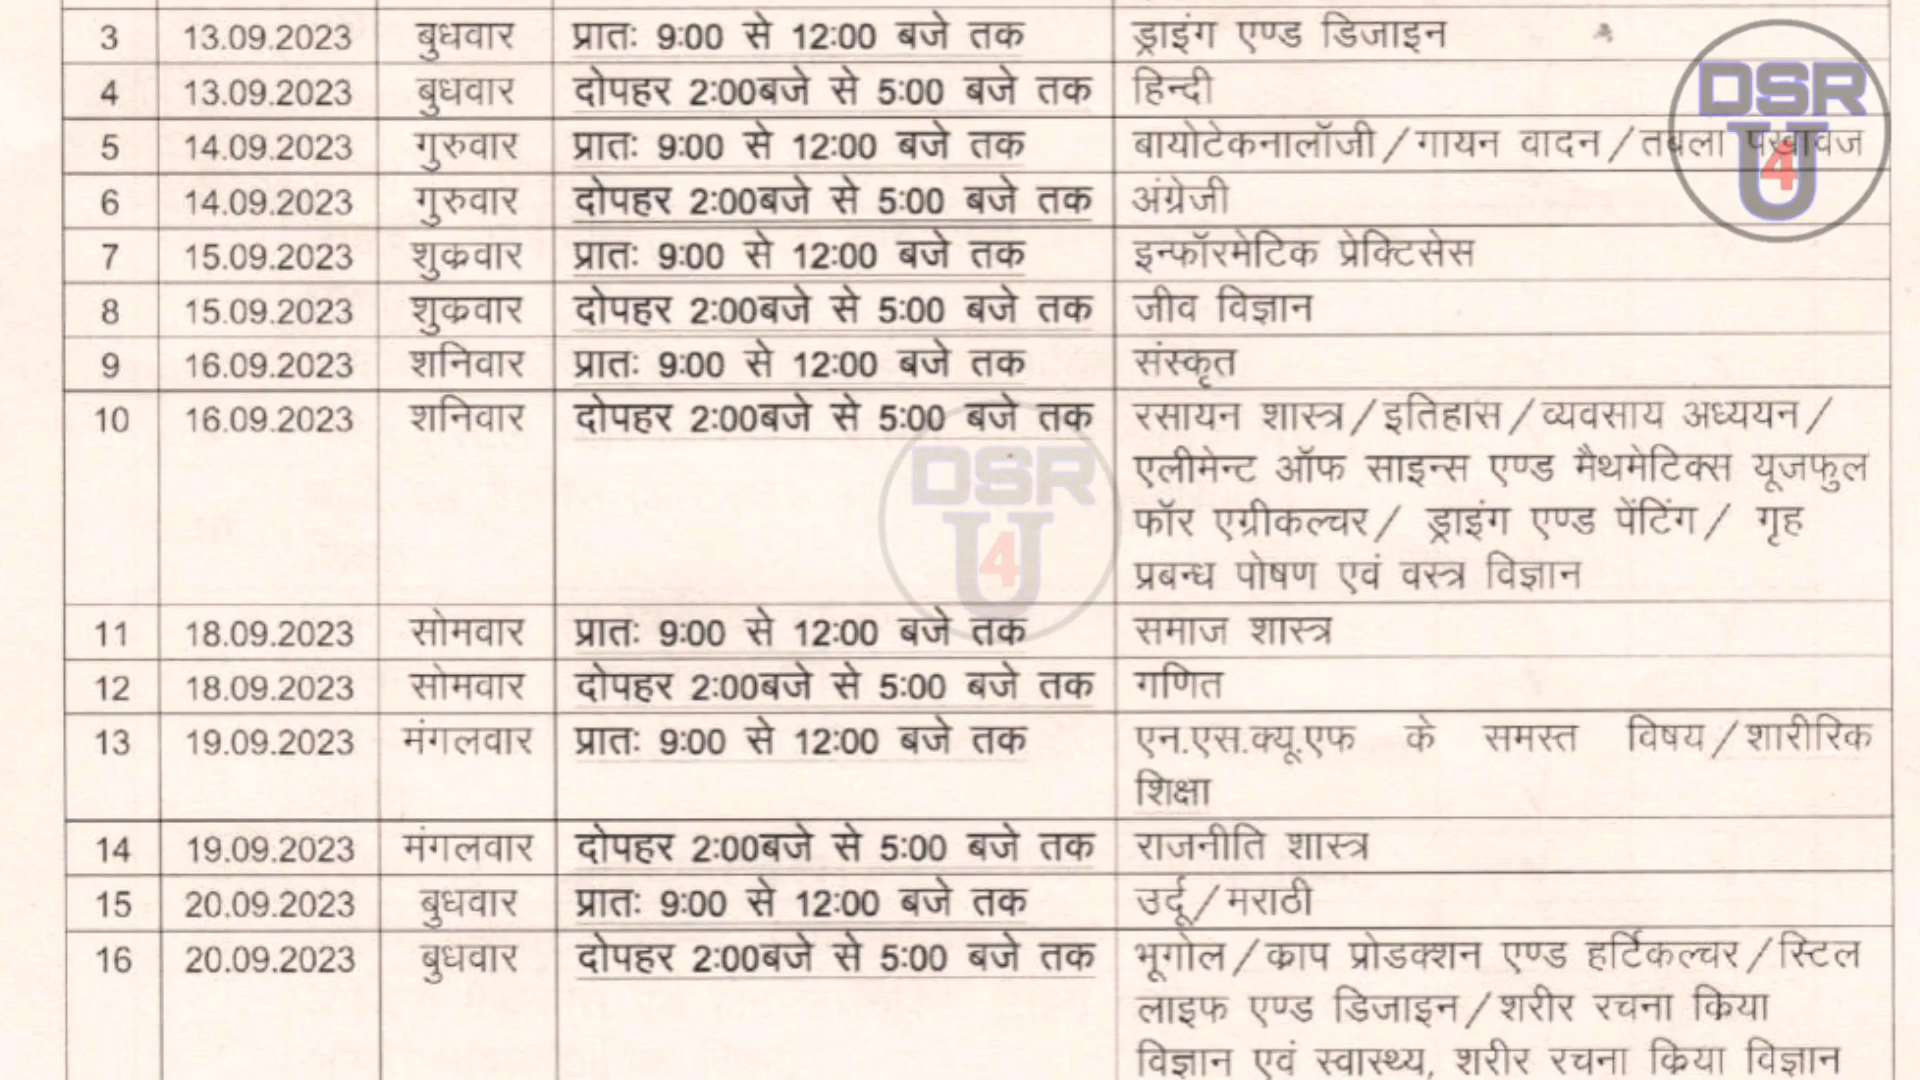 3 13.09.2023 बुधवार प्रातः 9:00 से 12:00 बजे तक ड्राइंग एण्ड डिजाइन
4 13.09.2023 बुधवार दोपहर 2:00बजे से 5:00 बजे तक हिन्दी
5 14.09.2023 गुरुवार प्रातः 9:00 से 12:00 बजे तक बायोटेकनालॉजी/गायन वादन/तबला पखावज
6 14.09.2023 गुरुवार दोपहर 2:00बजे से 5:00 बजे तक अंग्रेजी
7 15.09.2023 शुक्रवार प्रातः 9:00 से 12:00 बजे तक इन्फॉरमेटिक प्रेक्टिसेस
8 15.09.2023 शुक्रवार दोपहर 2:00बजे से 5:00 बजे तक जीव विज्ञान
9 16.09.2023 शनिवार प्रातः 9:00 से 12:00 बजे तक संस्कृत
10 16.09.2023 शनिवार दोपहर 2:00बजे से 5:00 बजे तक रसायन शास्त्र/इतिहास/व्यवसाय अध्ययन/
एलीमेन्ट ऑफ साइन्स एण्ड मैथमेटिक्स यूजफुल
फॉर एग्रीकल्चर/ ड्राइंग एण्ड पेंटिंग/ गृह
प्रबन्ध पोषण एवं वस्त्र विज्ञान
11 18.09.2023 सोमवार प्रातः 9:00 से 12:00 बजे तक समाज शास्त्र
12 18.09.2023 सोमवार दोपहर 2:00बजे से 5:00 बजे तक गणित
13 19.09.2023 मंगलवार प्रातः 9:00 से 12:00 बजे तक एन.एस.क्यू.एफ के समस्त विषय/शारीरिक
शिक्षा
14 19.09.2023 मंगलवार दोपहर 2:00बजे से 5:00 बजे तक राजनीति शास्त्र
15 20.09.2023 बुधवार प्रातः 9:00 से 12:00 बजे तक उर्दू/मराठी
16 20.09.2023 बुधवार दोपहर 2:00बजे से 5:00 बजे तक भूगोल/क्राप प्रोडक्शन एण्ड हर्टिकल्चर/स्टिल
लाइफ एण्ड डिजाइन/शरीर रचना क्रिया
विज्ञान एवं स्वास्थ्य, शरीर रचना क्रिया विज्ञान
DSR
U
4
DSR
U
4